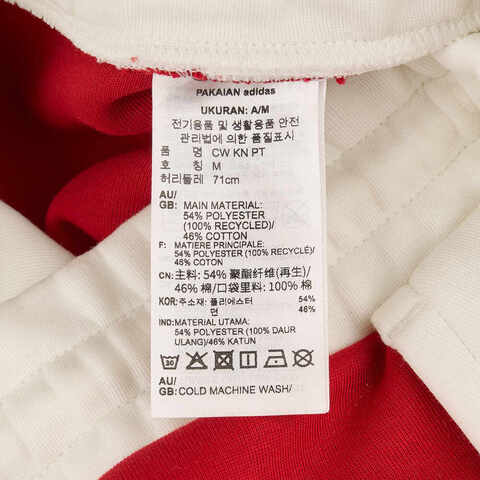 PAKAIAN adidas
UKURAN: A/M
전기용품 및 생활용품 안전
관리법에 의한 품질표시
품 명 CW KN PT
호 칭 M
허리둘레 71cm
AU/
GB: MAIN MATERIAL:
54% POLYESTER
(100% RECYCLED)/
46% COTTON
F: MATIERE PRINCIPALE:
54% POLYESTER (100% RECYCLÉ)/
46% COTON
CN: 主料: 54% 聚酯纤维(再生)/
46% 棉/口袋里料: 100% 棉
KOR: 주소재: 폴리에스터 54%
면 46%
IND: MATERIAL UTAMA:
54% POLYESTER (100% DAUR
ULANG)/46% KATUN
30
AU/
GB: COLD MACHINE WASH/